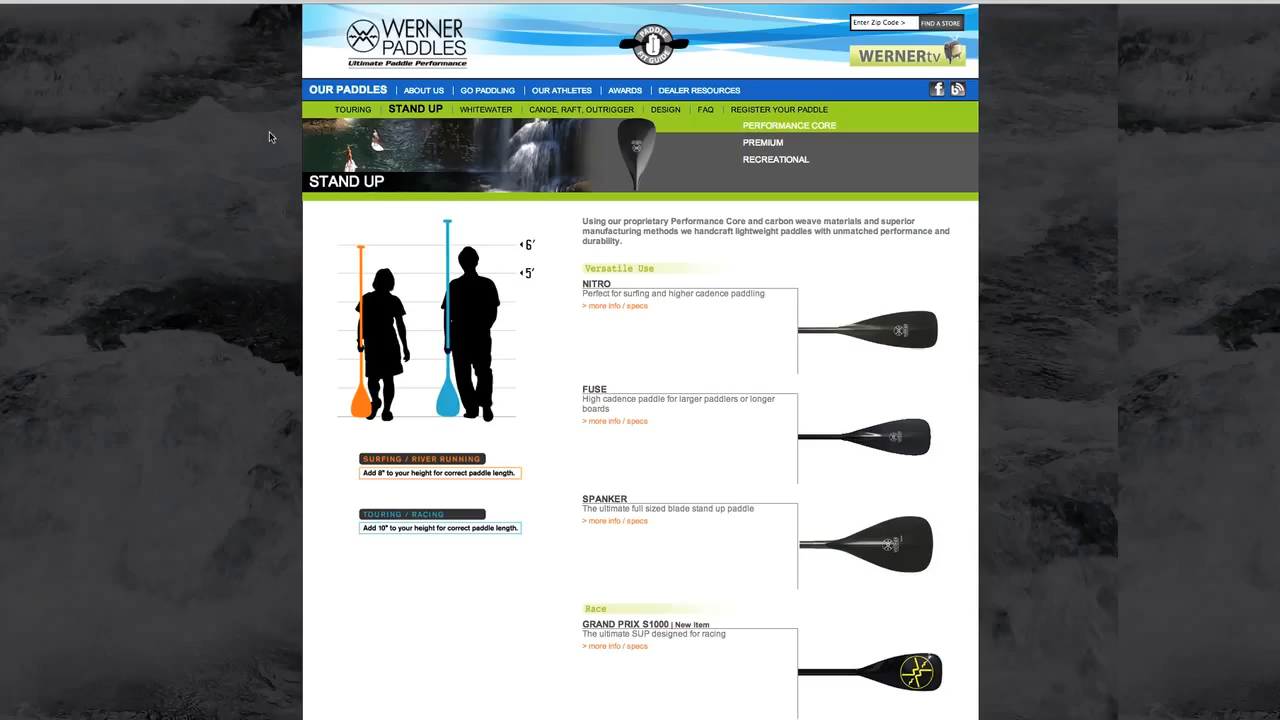 WERNER
PADDLES
Ultimate Paddle Performance
PADDLE
FIT GUIDE
Enter Zip Code >
FIND A STORE
WERNERtv
OUR PADDLES
ABOUT US
GO PADDLING
OUR ATHLETES
AWARDS
DEALER RESOURCES
TOURING
STAND UP
WHITEWATER
CANOE, RAFT, OUTRIGGER
DESIGN
FAQ
REGISTER YOUR PADDLE
PERFORMANCE CORE
PREMIUM
RECREATIONAL
STAND UP
6'
5'
SURFING / RIVER RUNNING
Add 8" to your height for correct paddle length.
TOURING / RACING
Add 10" to your height for correct paddle length.
Using our proprietary Performance Core and carbon weave materials and superior
manufacturing methods we handcraft lightweight paddles with unmatched performance and
durability.
Versatile Use
NITRO
Perfect for surfing and higher cadence paddling
> more info / specs
FUSE
High cadence paddle for larger paddlers or longer
boards
> more info / specs
SPANKER
The ultimate full sized blade stand up paddle
> more info / specs
Race
GRAND PRIX S1000 | New Item
The ultimate SUP designed for racing
> more info / specs